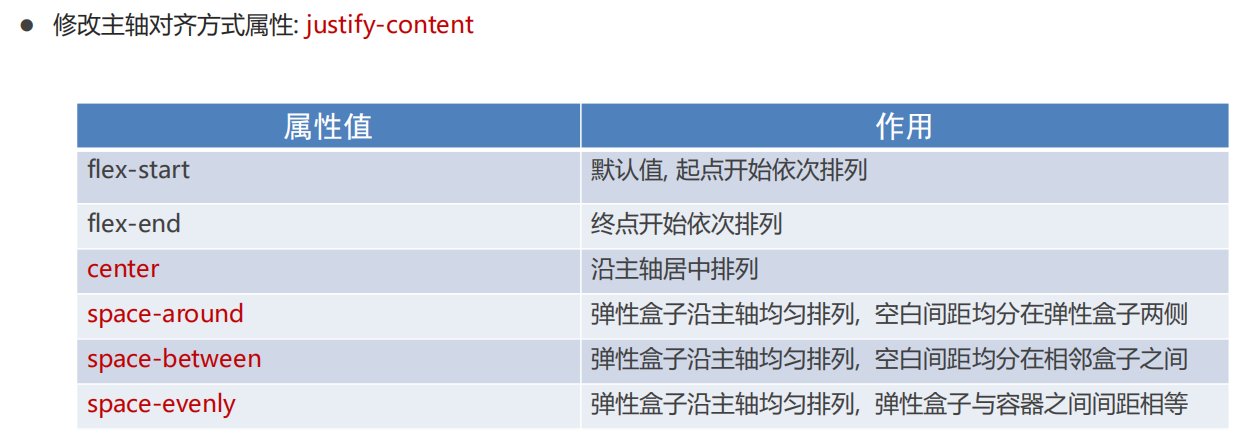 ● 修改主轴对齐方式属性: justify-content
属性值 作用
flex-start 默认值, 起点开始依次排列
flex-end 终点开始依次排列
center 沿主轴居中排列
space-around 弹性盒子沿主轴均匀排列, 空白间距均分在弹性盒子两侧
space-between 弹性盒子沿主轴均匀排列, 空白间距均分在相邻盒子之间
space-evenly 弹性盒子沿主轴均匀排列, 弹性盒子与容器之间间距相等